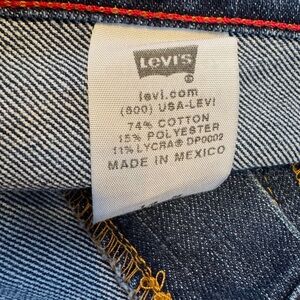 LEVI'S
®
levi.com
(800) USA-LEVI
74% COTTON
15% POLYESTER
11% LYCRA® DP0002
MADE IN MEXICO